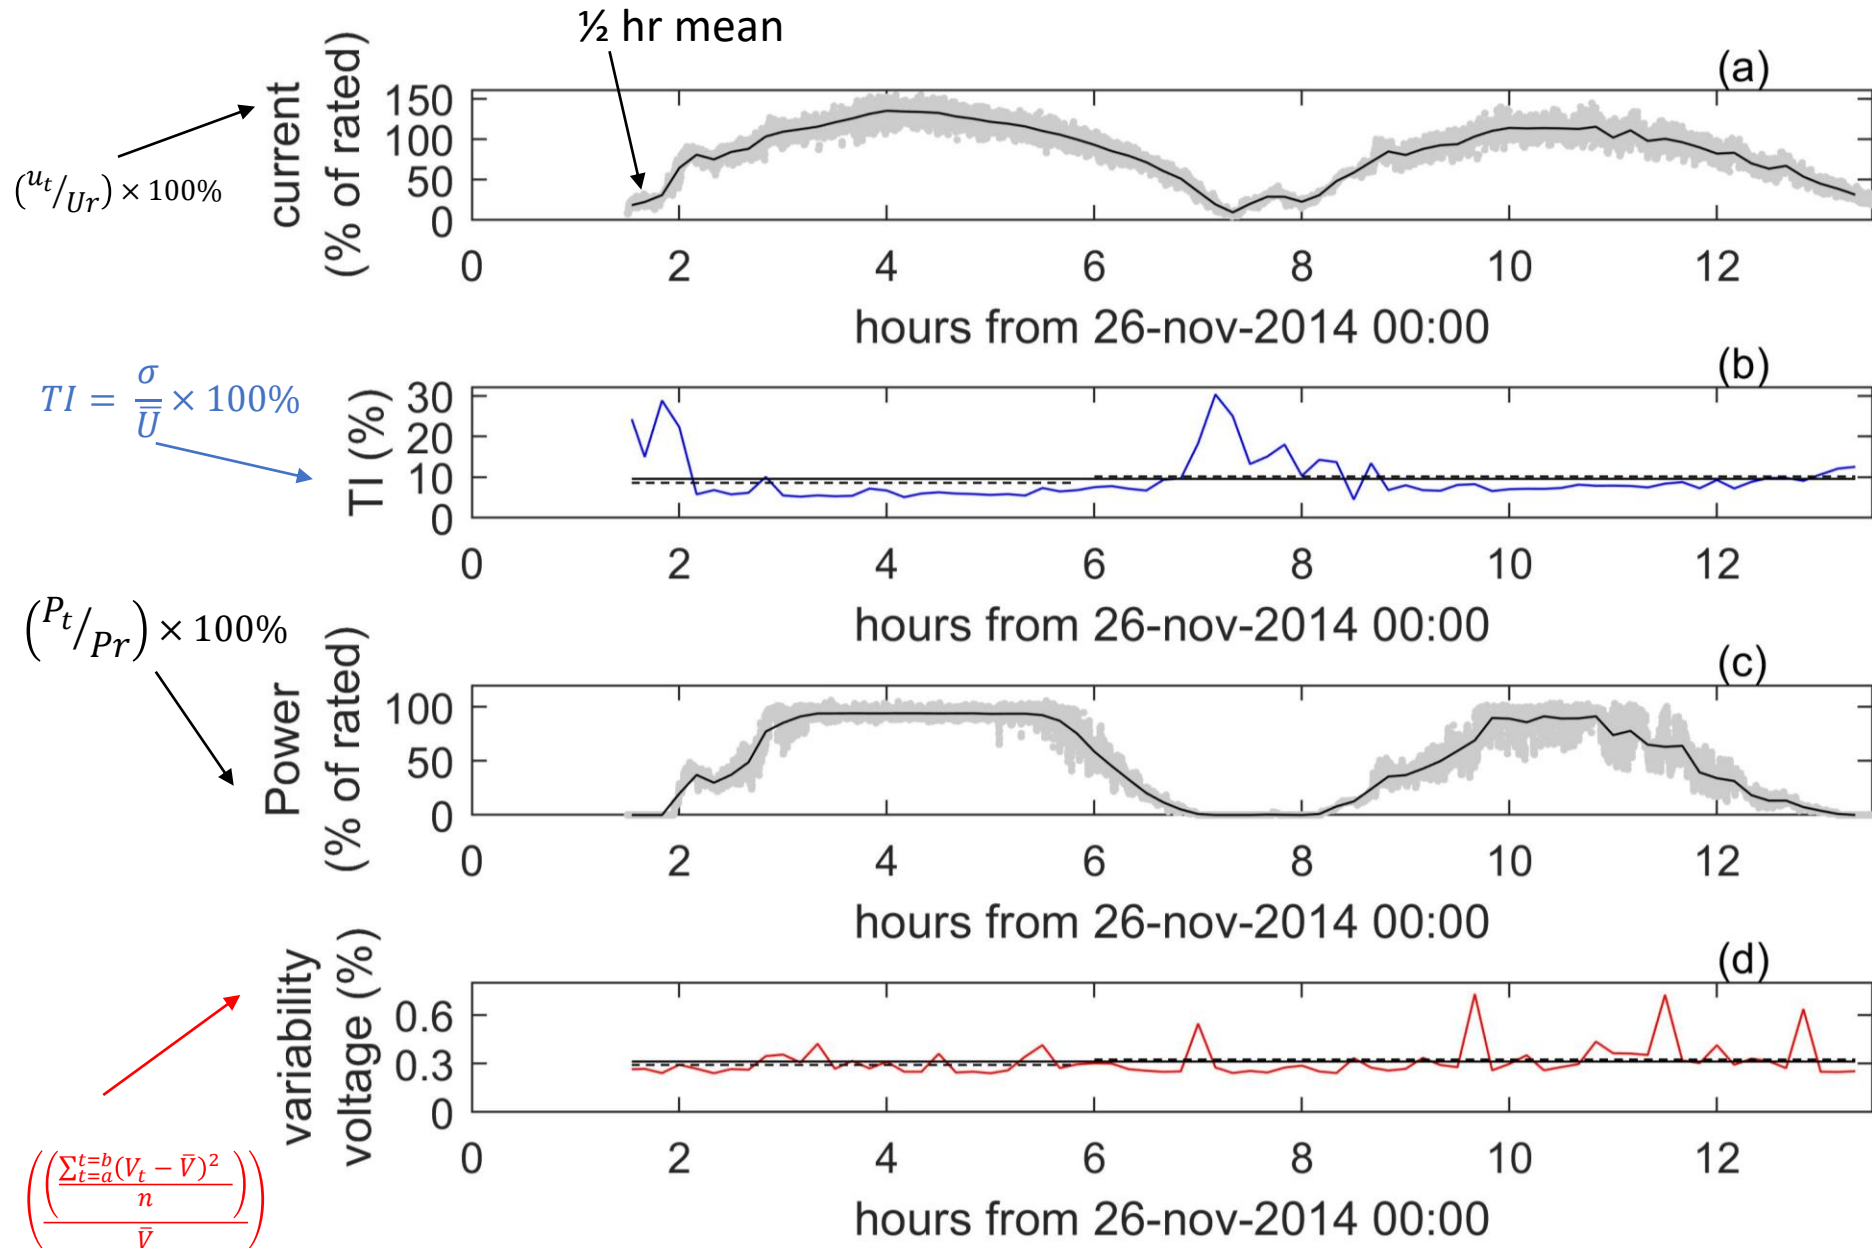 ½ hr mean
(a)
current
(% of rated)
150
100
50
0
(u_t/Ur) × 100%
0 2 4 6 8 10 12
hours from 26-nov-2014 00:00
(b)
TI = σ/U̅ × 100%
TI (%)
30
20
10
0
0 2 4 6 8 10 12
hours from 26-nov-2014 00:00
(c)
(P_t/Pr) × 100%
Power
(% of rated)
100
50
0
0 2 4 6 8 10 12
hours from 26-nov-2014 00:00
(d)
variability
voltage (%)
0.6
0.3
0
0 2 4 6 8 10 12
hours from 26-nov-2014 00:00
(((∑_{t=a}^{t=b}(V_t − V̅)²)/n)/V̅)